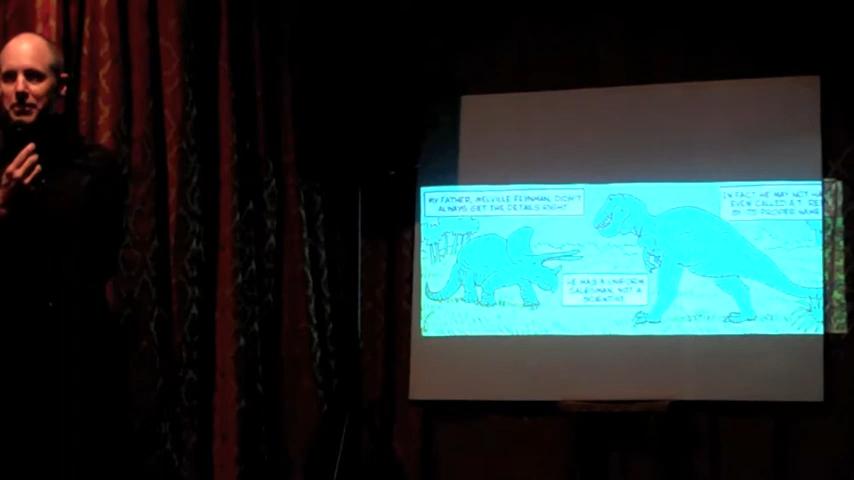 MY FATHER, MELVILLE FEYNMAN, DIDN'T
ALWAYS GET THE DETAILS RIGHT.
HE WAS A UNIFORM
SALESMAN, NOT A
SCIENTIST.
IN FACT HE MAY NOT HA
EVEN CALLED A T. RE
BY ITS PROPER NAME